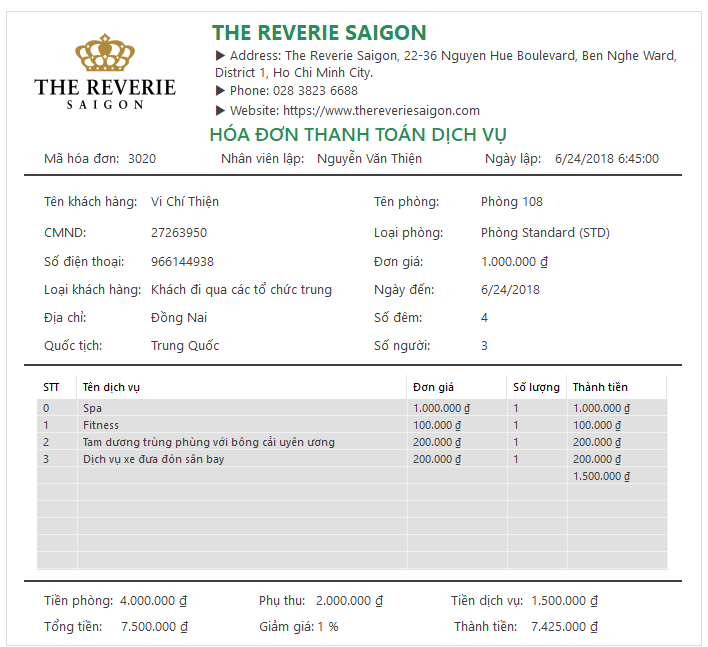 THE REVERIE SAIGON
▶ Address: The Reverie Saigon, 22-36 Nguyen Hue Boulevard, Ben Nghe Ward,
District 1, Ho Chi Minh City.
▶ Phone: 028 3823 6688
▶ Website: https://www.thereveriesaigon.com
THE REVERIE
SAIGON
HÓA ĐƠN THANH TOÁN DỊCH VỤ
Mã hóa đơn: 3020 Nhân viên lập: Nguyễn Văn Thiện Ngày lập: 6/24/2018 6:45:00
Tên khách hàng: Vi Chí Thiện Tên phòng: Phòng 108
CMND: 27263950 Loại phòng: Phòng Standard (STD)
Số điện thoại: 966144938 Đơn giá: 1.000.000 ₫
Loại khách hàng: Khách đi qua các tổ chức trung Ngày đến: 6/24/2018
Địa chỉ: Đồng Nai Số đêm: 4
Quốc tịch: Trung Quốc Số người: 3
STT Tên dịch vụ Đơn giá Số lượng Thành tiền
0 Spa 1.000.000 ₫ 1 1.000.000 ₫
1 Fitness 100.000 ₫ 1 100.000 ₫
2 Tam dương trùng phùng với bông cải uyên ương 200.000 ₫ 1 200.000 ₫
3 Dịch vụ xe đưa đón sân bay 200.000 ₫ 1 200.000 ₫
1.500.000 ₫
Tiền phòng: 4.000.000 ₫ Phụ thu: 2.000.000 ₫ Tiền dịch vụ: 1.500.000 ₫
Tổng tiền: 7.500.000 ₫ Giảm giá: 1 % Thành tiền: 7.425.000 ₫